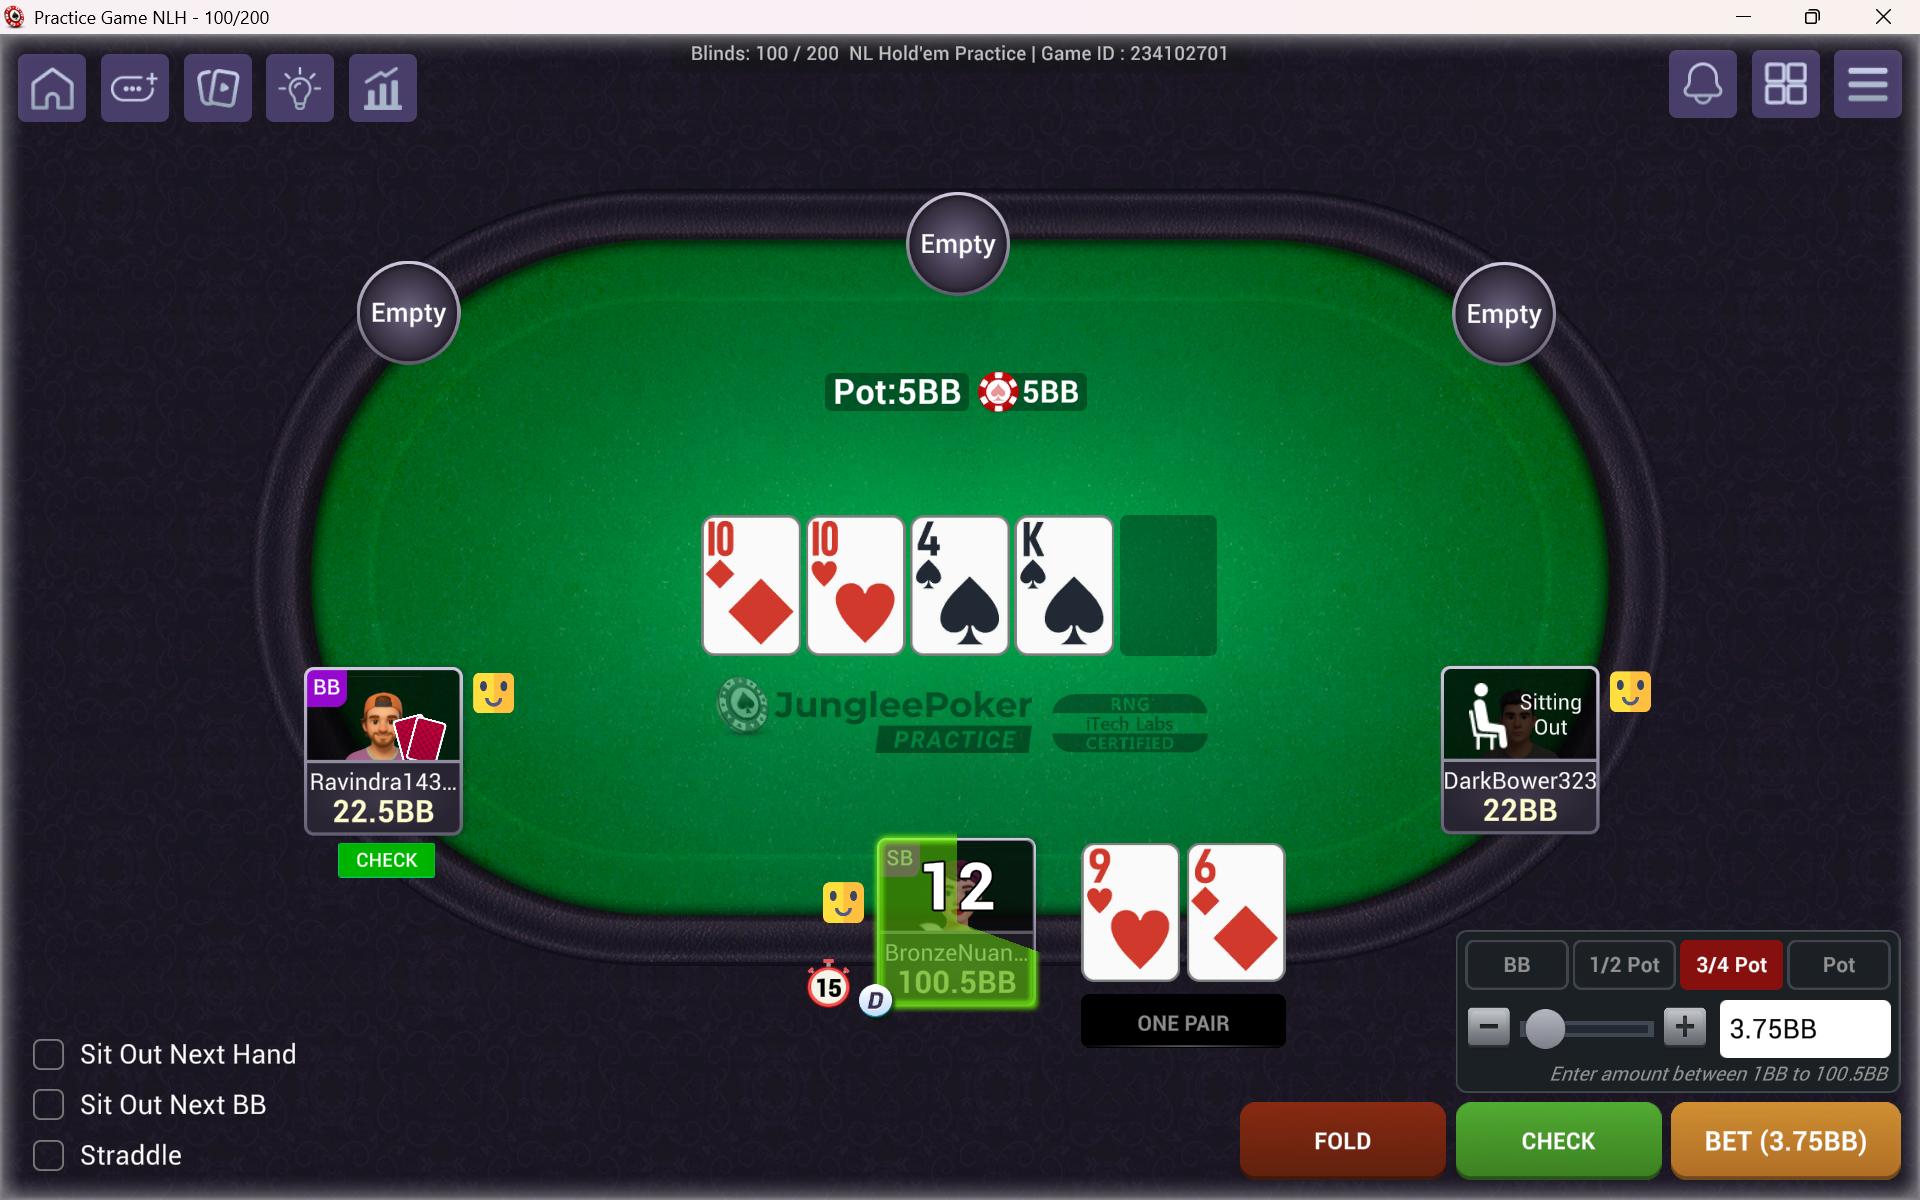 Practice Game NLH - 100/200
Blinds: 100 / 200 NL Hold'em Practice | Game ID : 234102701
Empty
Empty
Empty
Pot:5BB 5BB
10 10 4 K
JungleePoker
PRACTICE
RNG
iTech Labs
CERTIFIED
BB
Ravindra143...
22.5BB
CHECK
Sitting
Out
DarkBower323
22BB
SB
12
BronzeNuan...
100.5BB
15
D
9 6
ONE PAIR
BB 1/2 Pot 3/4 Pot Pot
3.75BB
Enter amount between 1BB to 100.5BB
Sit Out Next Hand
Sit Out Next BB
Straddle
FOLD CHECK BET (3.75BB)